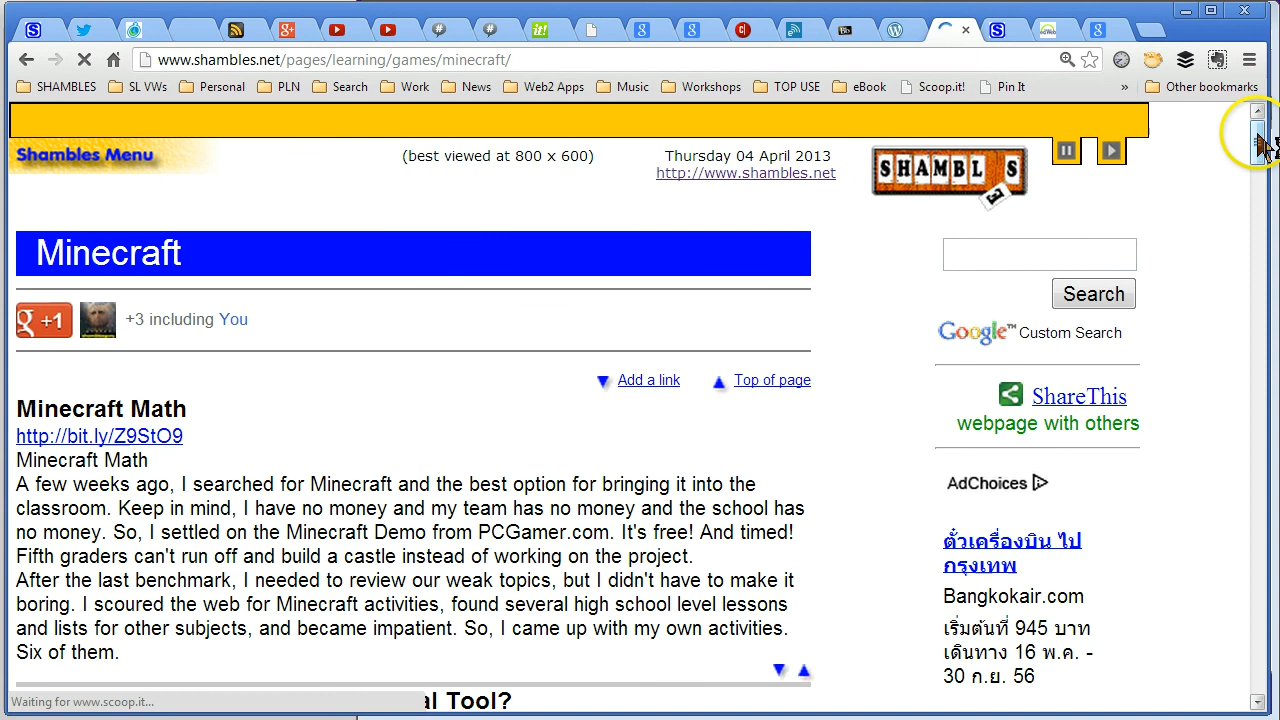 www.shambles.net/pages/learning/games/minecraft/
SHAMBLES SL VWs Personal PLN Search Work News Web2 Apps Music Workshops TOP USE eBook Scoop.it! Pin It » Other bookmarks
Shambles Menu
(best viewed at 800 x 600)
Thursday 04 April 2013
http://www.shambles.net
SHAMBLES
Minecraft
Search
Google™ Custom Search
g +1
+3 including You
Add a link
Top of page
ShareThis
webpage with others
Minecraft Math
http://bit.ly/Z9StO9
Minecraft Math
A few weeks ago, I searched for Minecraft and the best option for bringing it into the
classroom. Keep in mind, I have no money and my team has no money and the school has
no money. So, I settled on the Minecraft Demo from PCGamer.com. It's free! And timed!
Fifth graders can't run off and build a castle instead of working on the project.
After the last benchmark, I needed to review our weak topics, but I didn't have to make it
boring. I scoured the web for Minecraft activities, found several high school level lessons
and lists for other subjects, and became impatient. So, I came up with my own activities.
Six of them.
AdChoices
ตั๋วเครื่องบิน ไป
กรุงเทพ
Bangkokair.com
เริ่มต้นที่ 945 บาท
เดินทาง 16 พ.ค. -
30 ก.ย. 56
al Tool?
Waiting for www.scoop.it...